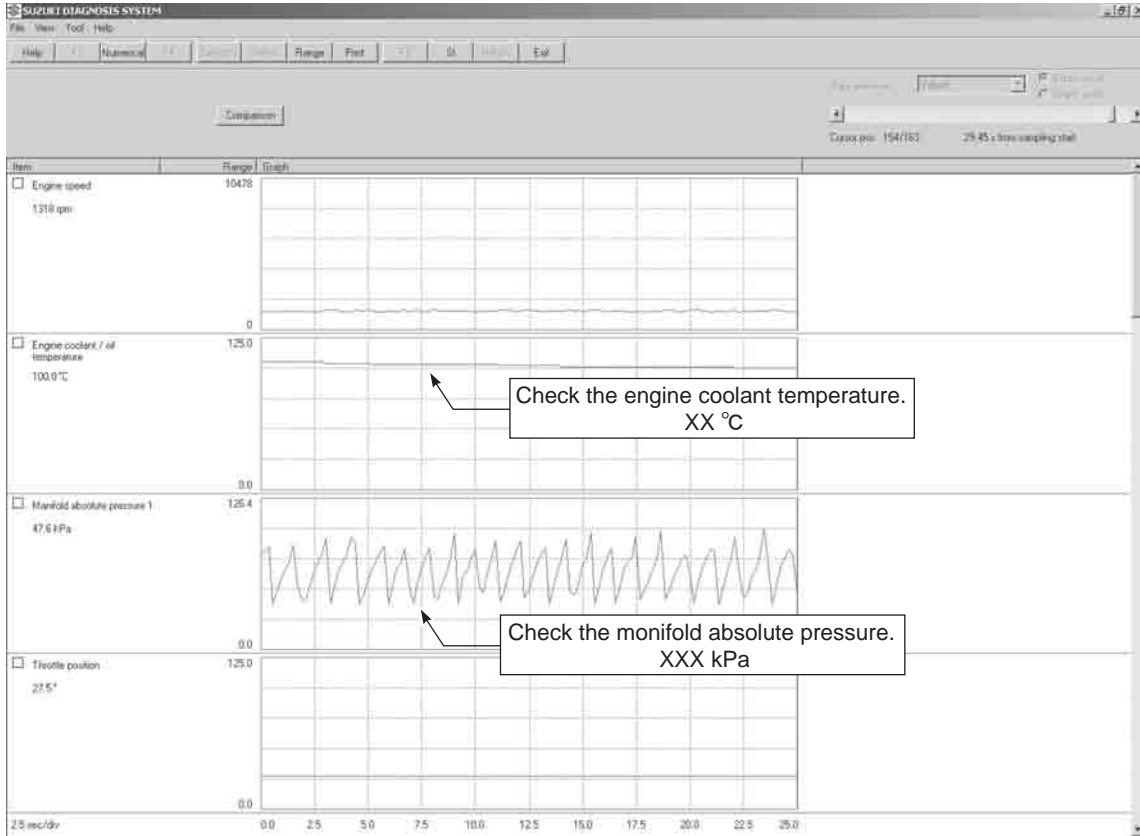 SUZUKI DIAGNOSIS SYSTEM
File View Tool Help
Help Numerical Range Print St. Exit
Comparison
Cursor pos: 154/163 29.45 s from sampling start
Item Range Graph
Engine speed 10478
1318 rpm
0
Engine coolant / oil temperature 125.0
100.0°C
Check the engine coolant temperature.
XX °C
0.0
Manifold absolute pressure 1 125.4
47.6 kPa
Check the monifold absolute pressure.
XXX kPa
0.0
Throttle position 125.0
27.5°
0.0
2.5 sec/div 0.0 2.5 5.0 7.5 10.0 12.5 15.0 17.5 20.0 22.5 25.0